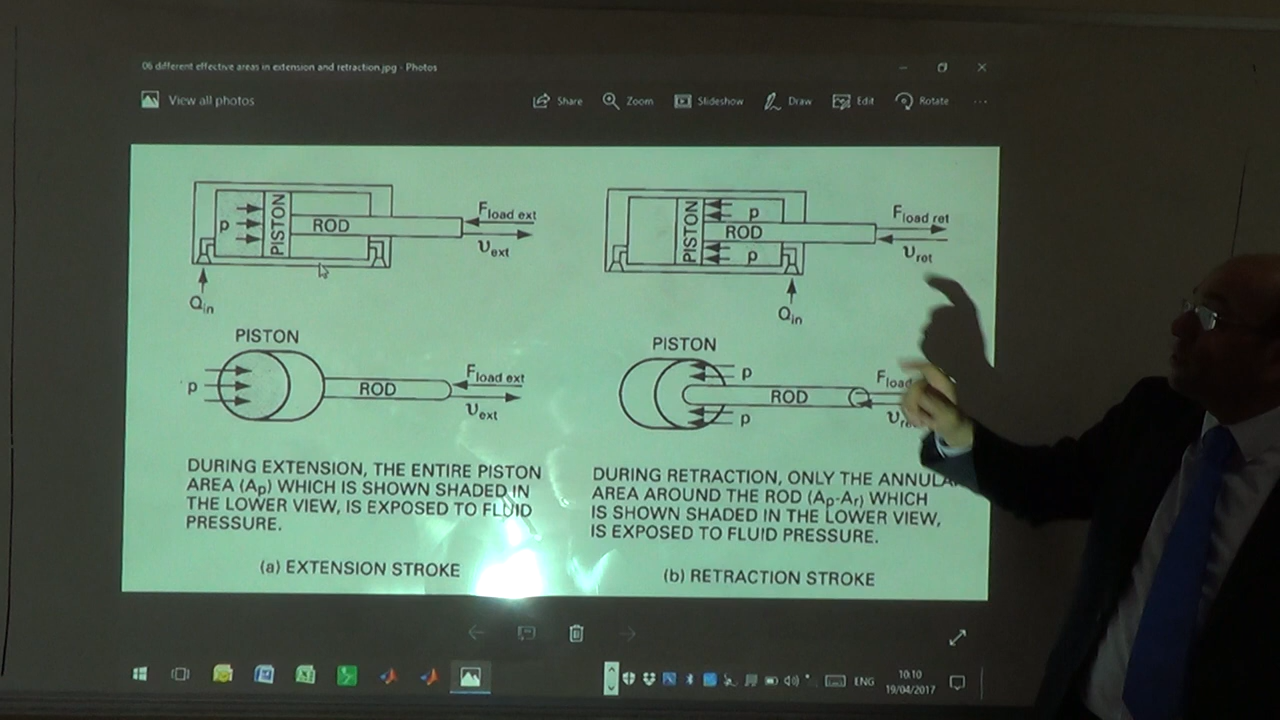 06 different effective areas in extension and retraction.jpg - Photos
View all photos
Share Zoom Slideshow Draw Edit Rotate
p PISTON ROD
Fload ext
υext
Qin
PISTON
p
ROD
Fload ext
υext
DURING EXTENSION, THE ENTIRE PISTON
AREA (Ap) WHICH IS SHOWN SHADED IN
THE LOWER VIEW, IS EXPOSED TO FLUID
PRESSURE.
(a) EXTENSION STROKE
PISTON p
ROD
p
Fload ret
υret
Qin
PISTON
p
ROD
p
DURING RETRACTION, ONLY THE
AREA AROUND THE ROD (Ap-Ar) WHICH
IS SHOWN SHADED IN THE LOWER VIEW,
IS EXPOSED TO FLUID PRESSURE.
(b) RETRACTION STROKE
ENG
10:10
19/04/2017